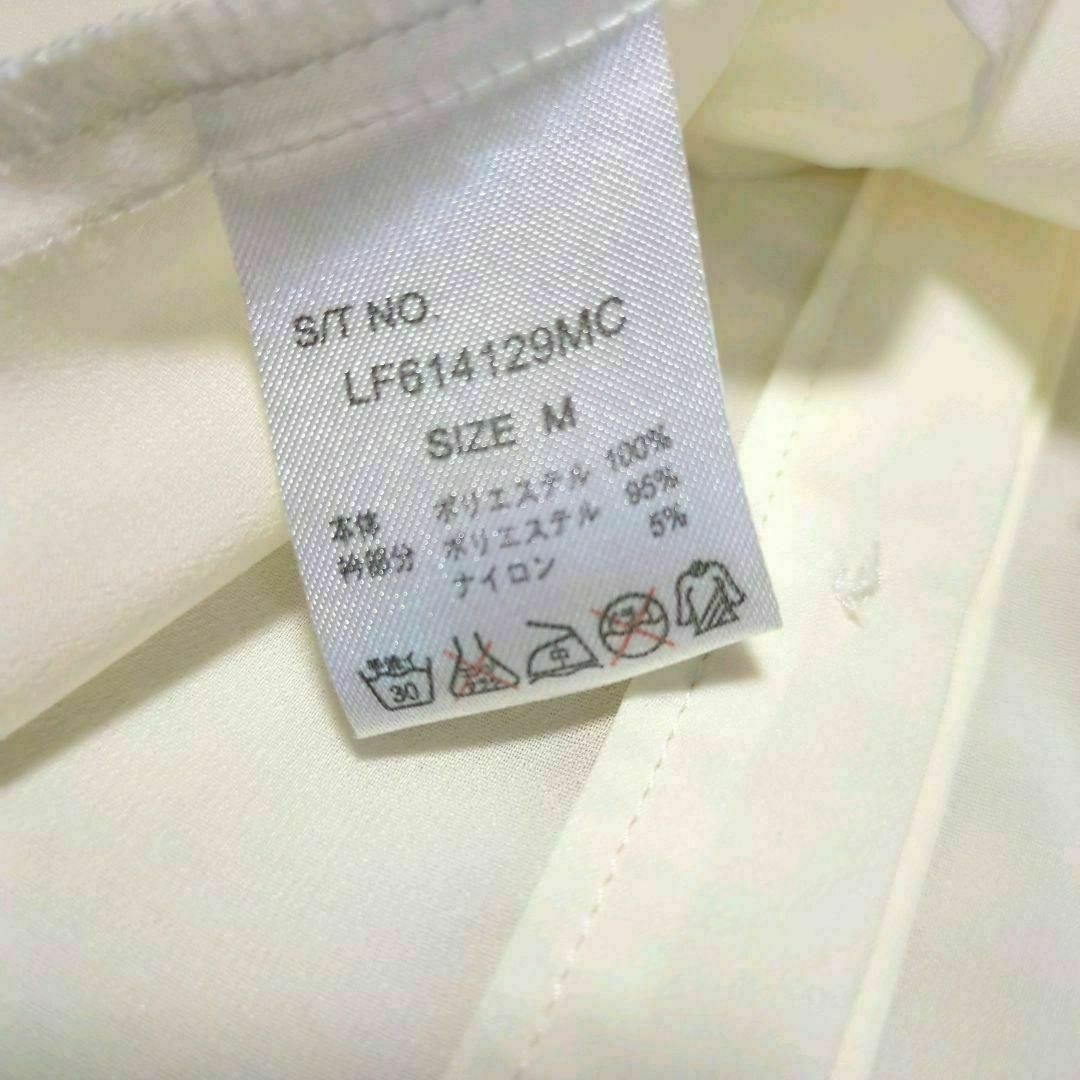 S/T NO.
LF614129MC
SIZE M
本体 ポリエステル 100%
衿部分 ポリエステル 95%
ナイロン 5%
手洗イ
30
中